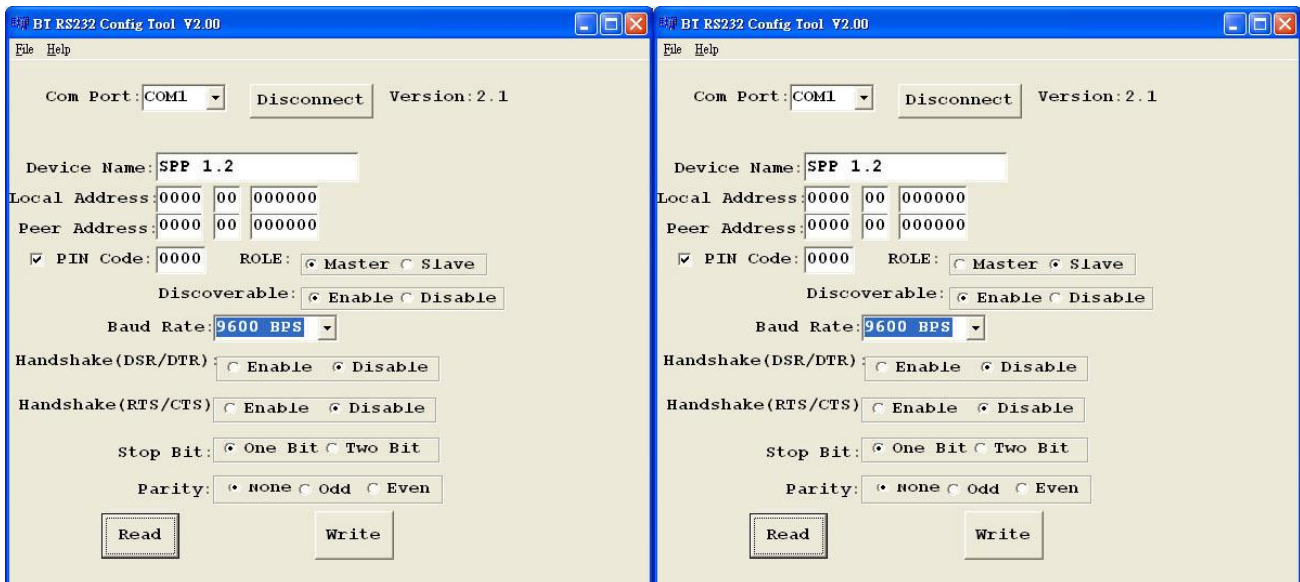 BT RS232 Config Tool V2.00
File Help
Com Port: COM1 Disconnect Version:2.1
Device Name: SPP 1.2
Local Address: 0000 00 000000
Peer Address: 0000 00 000000
PIN Code: 0000 ROLE: Master Slave
Discoverable: Enable Disable
Baud Rate: 9600 BPS
Handshake(DSR/DTR): Enable Disable
Handshake(RTS/CTS) Enable Disable
Stop Bit: One Bit Two Bit
Parity: None Odd Even
Read Write
BT RS232 Config Tool V2.00
File Help
Com Port: COM1 Disconnect Version:2.1
Device Name: SPP 1.2
Local Address: 0000 00 000000
Peer Address: 0000 00 000000
PIN Code: 0000 ROLE: Master Slave
Discoverable: Enable Disable
Baud Rate: 9600 BPS
Handshake(DSR/DTR): Enable Disable
Handshake(RTS/CTS) Enable Disable
Stop Bit: One Bit Two Bit
Parity: None Odd Even
Read Write